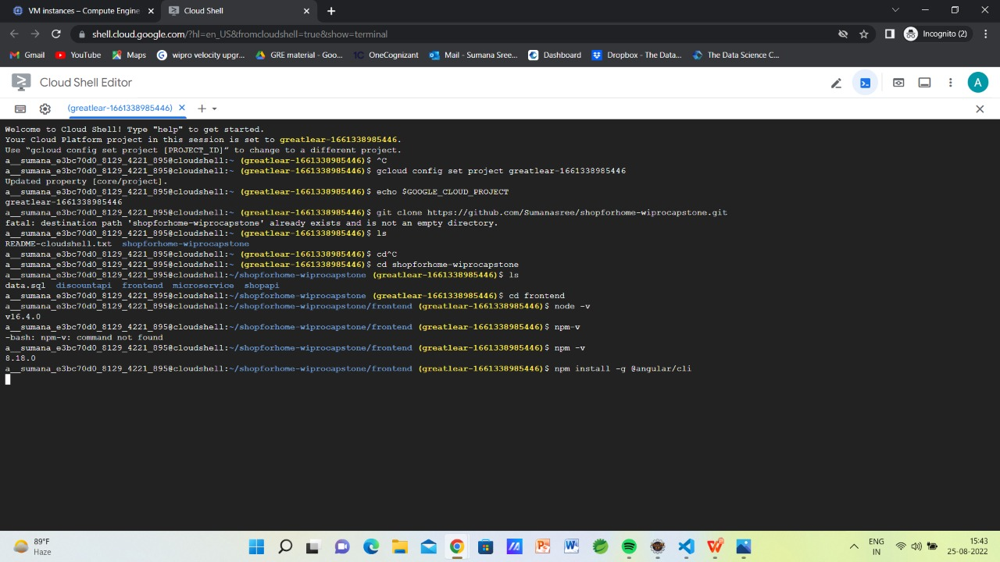 VM instances – Compute Engine
Cloud Shell
shell.cloud.google.com/?hl=en_US&fromcloudshell=true&show=terminal
Incognito (2)
Gmail
YouTube
Maps
wipro velocity upgr...
GRE material - Goo...
OneCognizant
Mail - Sumana Sree...
Dashboard
Dropbox - The Data...
The Data Science C...
Cloud Shell Editor
A
(greatlear-1661338985446)
Welcome to Cloud Shell! Type "help" to get started.
Your Cloud Platform project in this session is set to greatlear-1661338985446.
Use “gcloud config set project [PROJECT_ID]” to change to a different project.
a__sumana_e3bc70d0_8129_4221_895@cloudshell:~ (greatlear-1661338985446)$ ^C
a__sumana_e3bc70d0_8129_4221_895@cloudshell:~ (greatlear-1661338985446)$ gcloud config set project greatlear-1661338985446
Updated property [core/project].
a__sumana_e3bc70d0_8129_4221_895@cloudshell:~ (greatlear-1661338985446)$ echo $GOOGLE_CLOUD_PROJECT
greatlear-1661338985446
a__sumana_e3bc70d0_8129_4221_895@cloudshell:~ (greatlear-1661338985446)$ git clone https://github.com/Sumanasree/shopforhome-wiprocapstone.git
fatal: destination path 'shopforhome-wiprocapstone' already exists and is not an empty directory.
a__sumana_e3bc70d0_8129_4221_895@cloudshell:~ (greatlear-1661338985446)$ ls
README-cloudshell.txt  shopforhome-wiprocapstone
a__sumana_e3bc70d0_8129_4221_895@cloudshell:~ (greatlear-1661338985446)$ cd^C
a__sumana_e3bc70d0_8129_4221_895@cloudshell:~ (greatlear-1661338985446)$ cd shopforhome-wiprocapstone
a__sumana_e3bc70d0_8129_4221_895@cloudshell:~/shopforhome-wiprocapstone (greatlear-1661338985446)$ ls
data.sql  discountapi  frontend  microservice  shopapi
a__sumana_e3bc70d0_8129_4221_895@cloudshell:~/shopforhome-wiprocapstone (greatlear-1661338985446)$ cd frontend
a__sumana_e3bc70d0_8129_4221_895@cloudshell:~/shopforhome-wiprocapstone/frontend (greatlear-1661338985446)$ node -v
v16.4.0
a__sumana_e3bc70d0_8129_4221_895@cloudshell:~/shopforhome-wiprocapstone/frontend (greatlear-1661338985446)$ npm-v
-bash: npm-v: command not found
a__sumana_e3bc70d0_8129_4221_895@cloudshell:~/shopforhome-wiprocapstone/frontend (greatlear-1661338985446)$ npm -v
8.18.0
a__sumana_e3bc70d0_8129_4221_895@cloudshell:~/shopforhome-wiprocapstone/frontend (greatlear-1661338985446)$ npm install -g @angular/cli
89°F
Haze
ENG
IN
15:43
25-08-2022